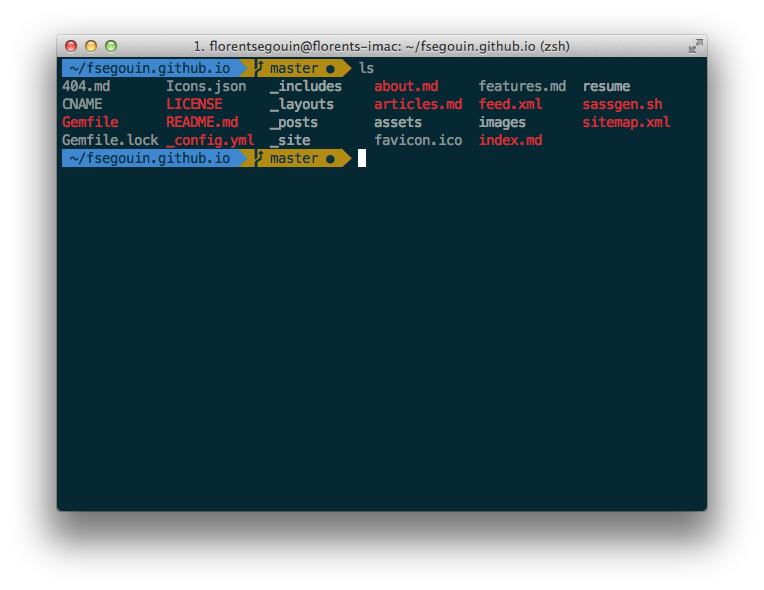 1. florentsegouin@florents-imac: ~/fsegouin.github.io (zsh)
~/fsegouin.github.io master ● ls
404.md Icons.json _includes about.md features.md resume
CNAME LICENSE _layouts articles.md feed.xml sassgen.sh
Gemfile README.md _posts assets images sitemap.xml
Gemfile.lock _config.yml _site favicon.ico index.md
~/fsegouin.github.io master ●